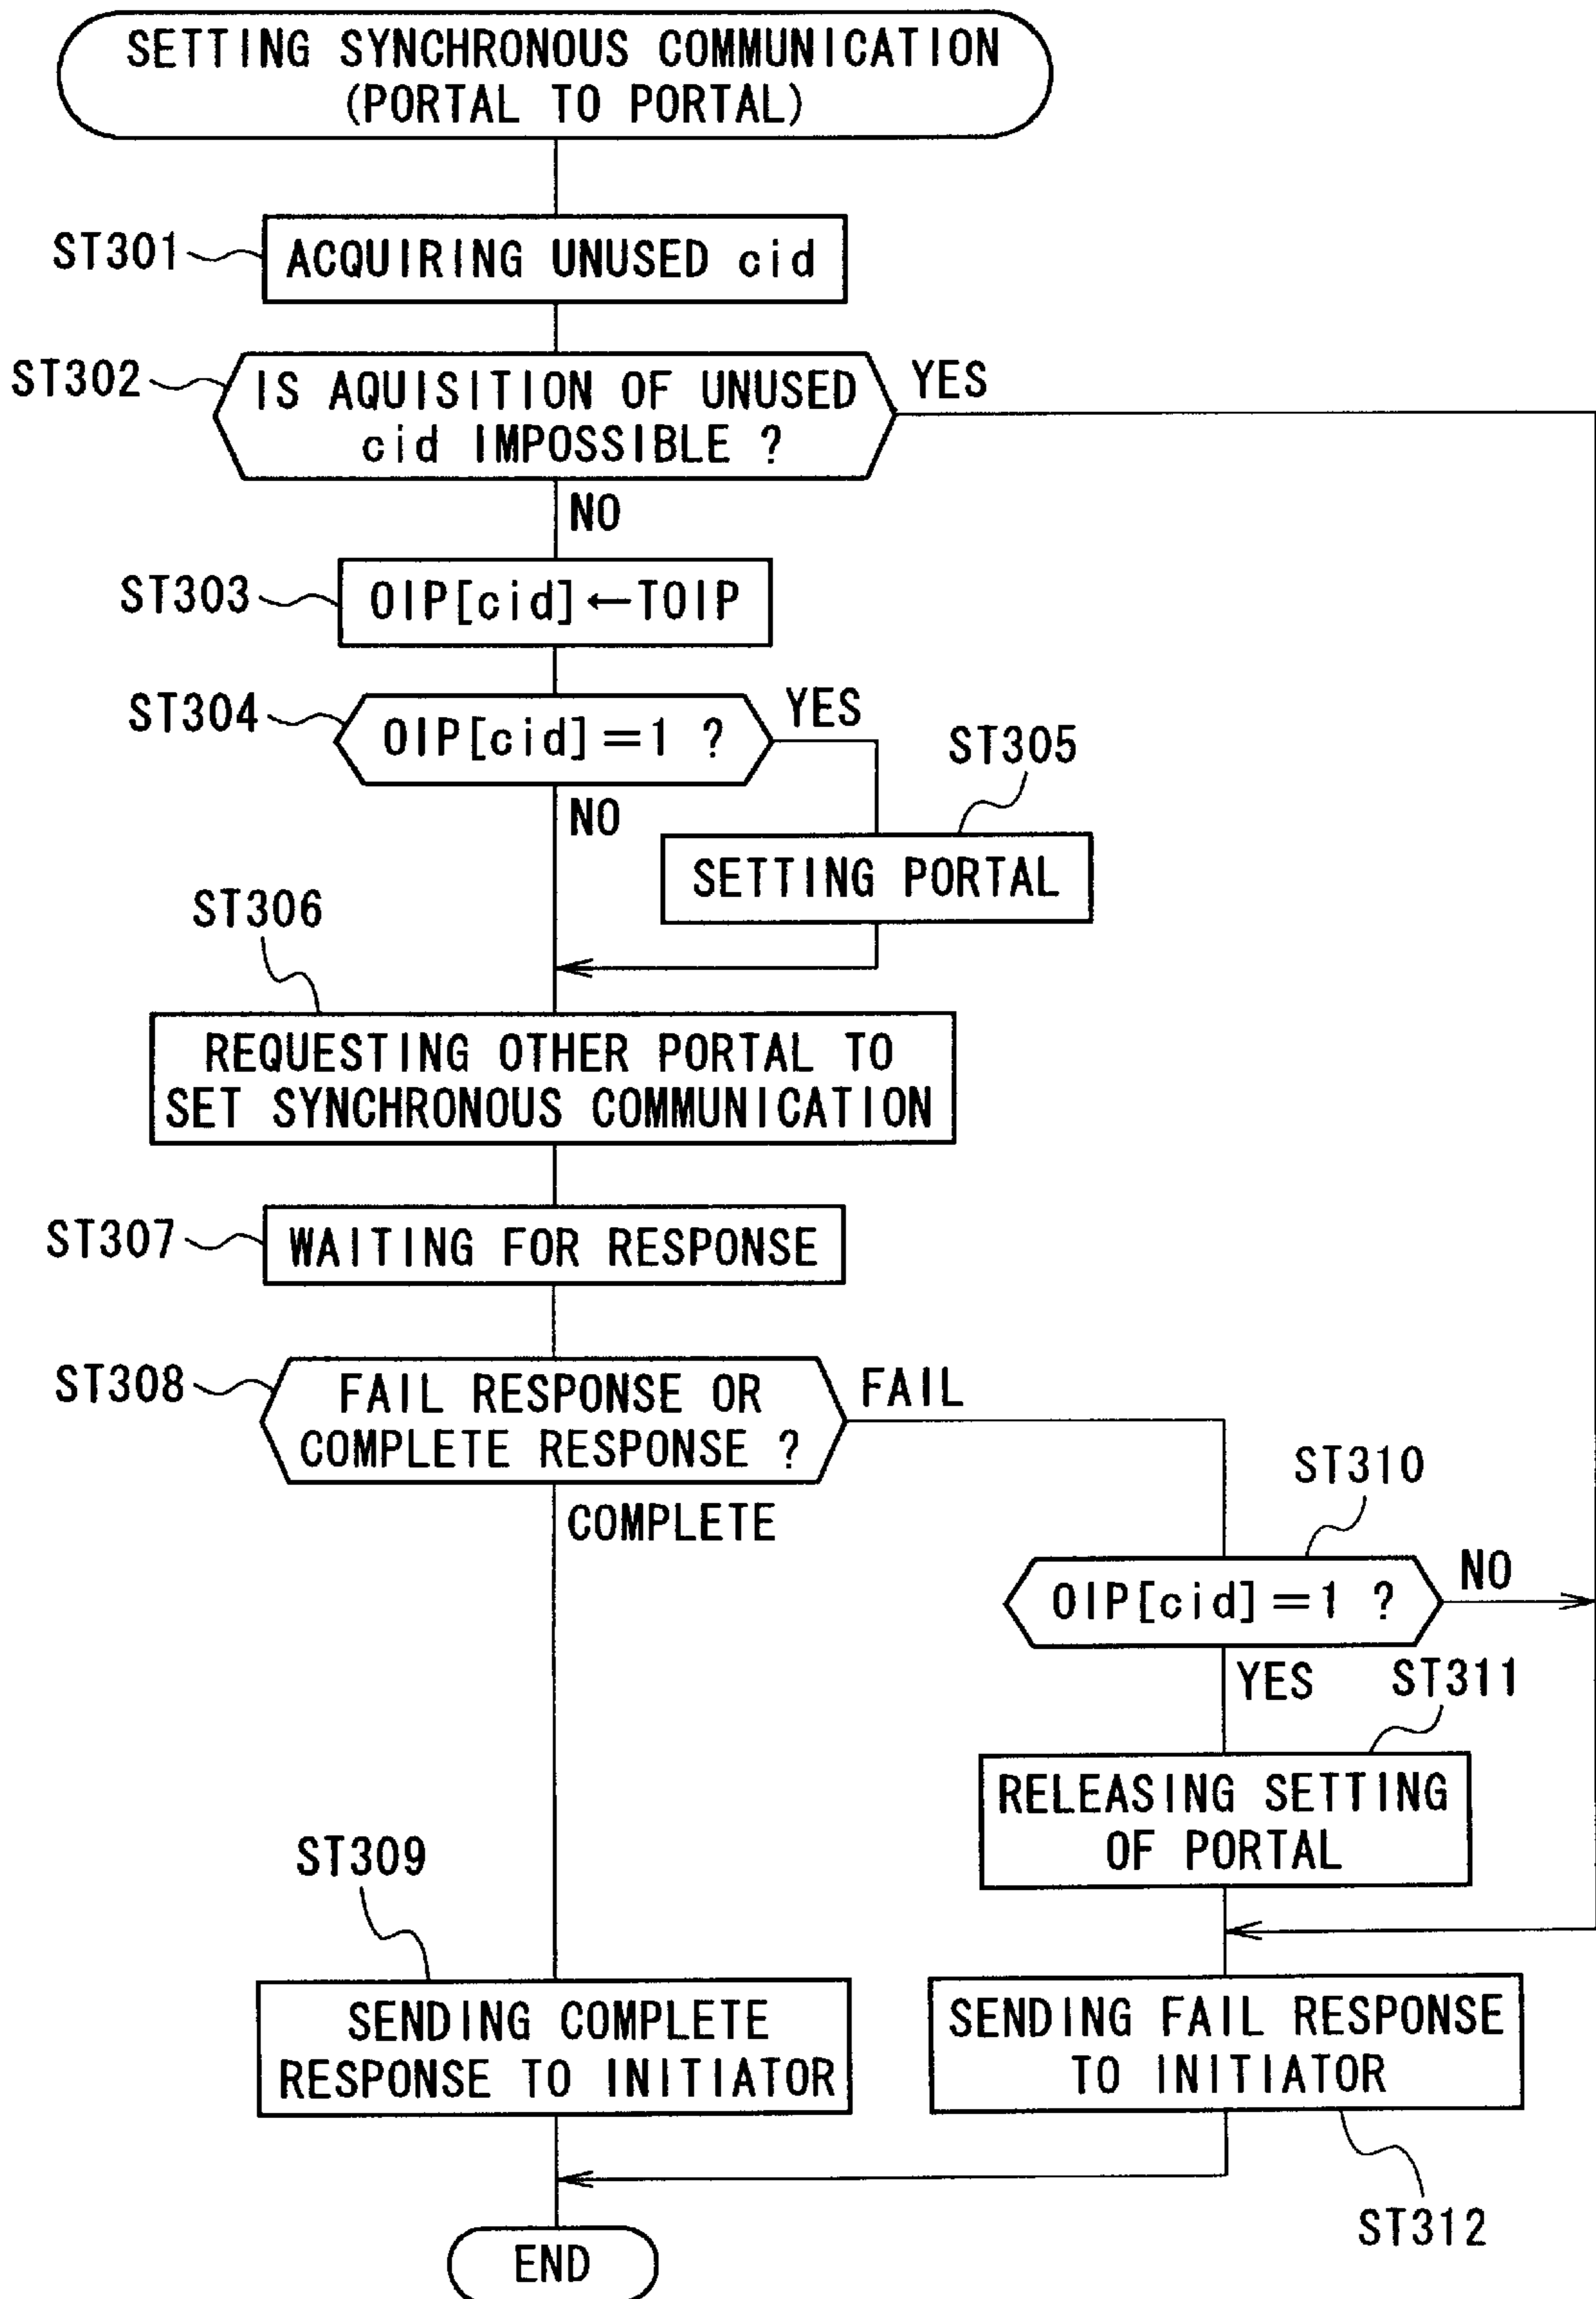 SETTING SYNCHRONOUS COMMUNICATION
(PORTAL TO PORTAL)
ST301
ACQUIRING UNUSED cid
ST302
IS AQUISITION OF UNUSED
cid IMPOSSIBLE ?
YES
NO
ST303
OIP[cid]←TOIP
ST304
OIP[cid]=1 ?
YES
NO
ST305
SETTING PORTAL
ST306
REQUESTING OTHER PORTAL TO
SET SYNCHRONOUS COMMUNICATION
ST307
WAITING FOR RESPONSE
ST308
FAIL RESPONSE OR
COMPLETE RESPONSE ?
FAIL
COMPLETE
ST310
OIP[cid]=1 ?
NO
YES
ST311
RELEASING SETTING
OF PORTAL
ST309
SENDING COMPLETE
RESPONSE TO INITIATOR
SENDING FAIL RESPONSE
TO INITIATOR
ST312
END